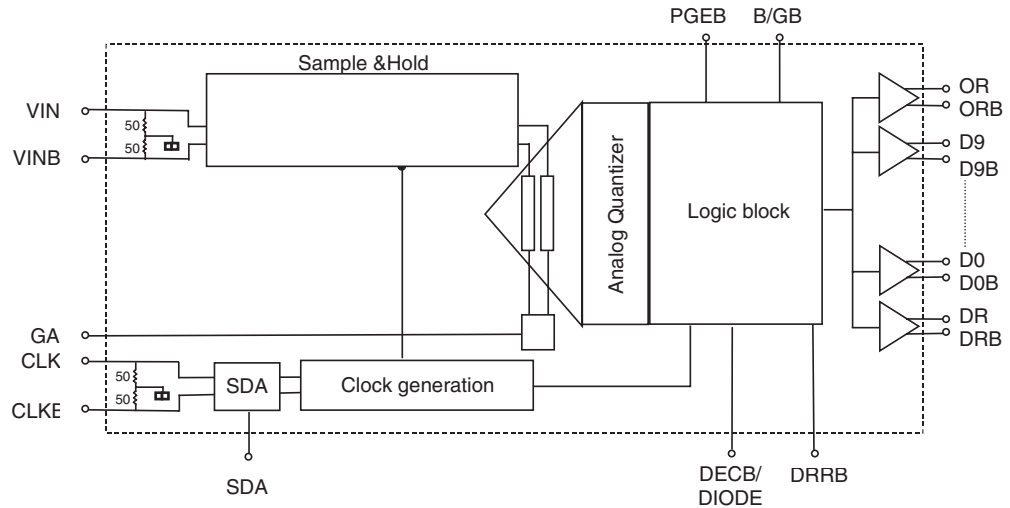 PGEB B/GB
Sample &Hold
VIN
50
50
VINB
OR
ORB
D9
D9B
Analog Quantizer
Logic block
D0
D0B
DR
DRB
GA
CLK
50
50
SDA
Clock generation
CLKE
SDA
DECB/
DIODE
DRRB